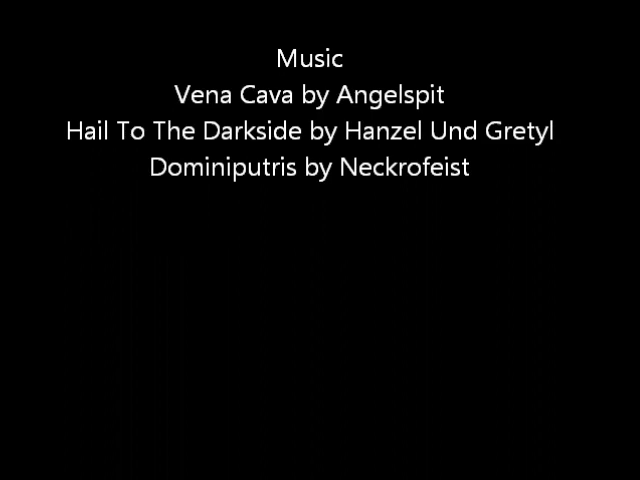 Music
Vena Cava by Angelspit
Hail To The Darkside by Hanzel Und Gretyl
Dominiputris by Neckrofeist